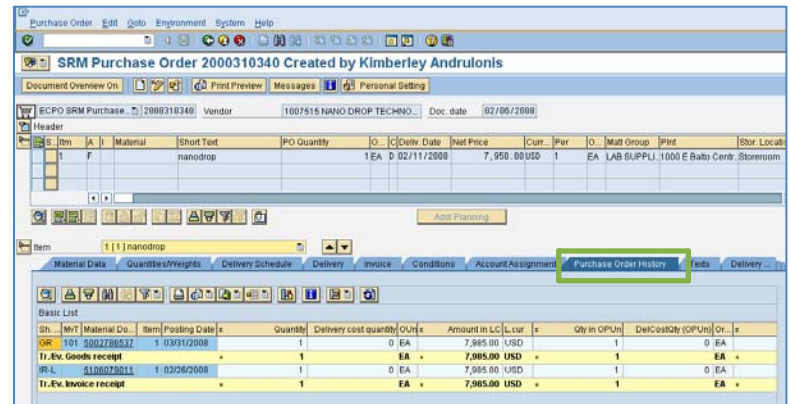 Purchase Order Edit Goto Environment System Help
SRM Purchase Order 2000310340 Created by Kimberley Andrulonis
Document Overview On Print Preview Messages Personal Setting
ECPO SRM Purchase... 2000310340 Vendor 1007515 NANO DROP TECHNO... Doc. date 02/06/2008
Header
S... Itm A I Material Short Text PO Quantity O... C Deliv. Date Net Price Curr... Per O... Matl Group Plnt Stor. Locati
1 F nanodrop 1 EA D 02/11/2008 7,950.00 USD 1 EA LAB SUPPLI.. 1000 E Balto Centr.. Storeroom
Addl Planning
Item 1 [ 1 ] nanodrop
Material Data Quantities/Weights Delivery Schedule Delivery Invoice Conditions Account Assignment Purchase Order History Texts Delivery ...
Basic List
Sh... MvT Material Do... Item Posting Date Quantity Delivery cost quantity OUn Amount in LC L.cur Qty in OPUn DelCostQty (OPUn) Or...
GR 101 5002786537 1 03/31/2008 1 0 EA 7,985.00 USD 1 0 EA
Tr./Ev. Goods receipt 1 EA 7,985.00 USD 1 EA
IR-L 5106079011 1 02/26/2008 1 0 EA 7,985.00 USD 1 0 EA
Tr./Ev. Invoice receipt 1 EA 7,985.00 USD 1 EA